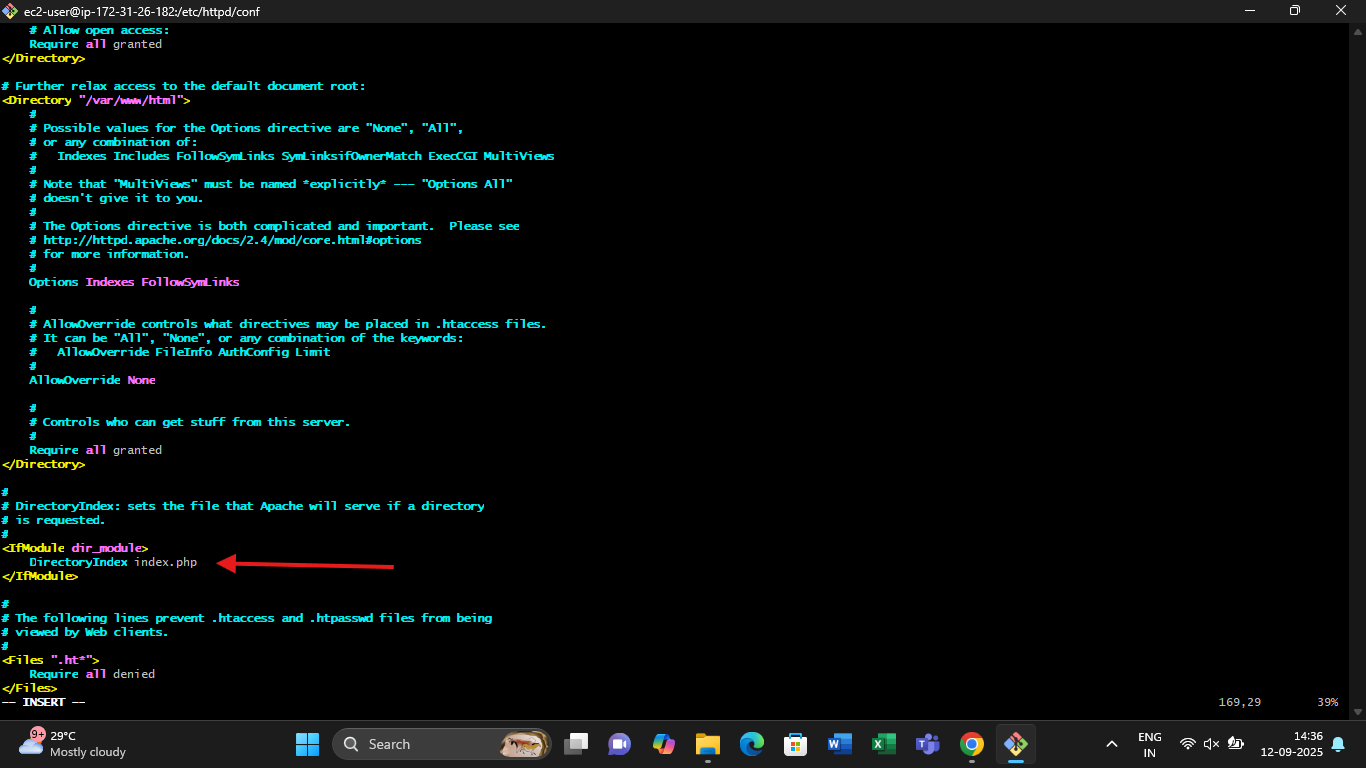 ec2-user@ip-172-31-26-182:/etc/httpd/conf
# Allow open access:
Require all granted
</Directory>
# Further relax access to the default document root:
<Directory "/var/www/html">
#
# Possible values for the Options directive are "None", "All",
# or any combination of:
#   Indexes Includes FollowSymLinks SymLinksifOwnerMatch ExecCGI MultiViews
#
# Note that "MultiViews" must be named *explicitly* --- "Options All"
# doesn't give it to you.
#
# The Options directive is both complicated and important.  Please see
# http://httpd.apache.org/docs/2.4/mod/core.html#options
# for more information.
#
Options Indexes FollowSymLinks
#
# AllowOverride controls what directives may be placed in .htaccess files.
# It can be "All", "None", or any combination of the keywords:
#   AllowOverride FileInfo AuthConfig Limit
#
AllowOverride None
#
# Controls who can get stuff from this server.
#
Require all granted
</Directory>
#
# DirectoryIndex: sets the file that Apache will serve if a directory
# is requested.
#
<IfModule dir_module>
DirectoryIndex index.php
</IfModule>
#
# The following lines prevent .htaccess and .htpasswd files from being
# viewed by Web clients.
#
<Files ".ht*">
Require all denied
</Files>
-- INSERT --
169,29
39%
9+
29°C
Mostly cloudy
Search
ENG
IN
14:36
12-09-2025